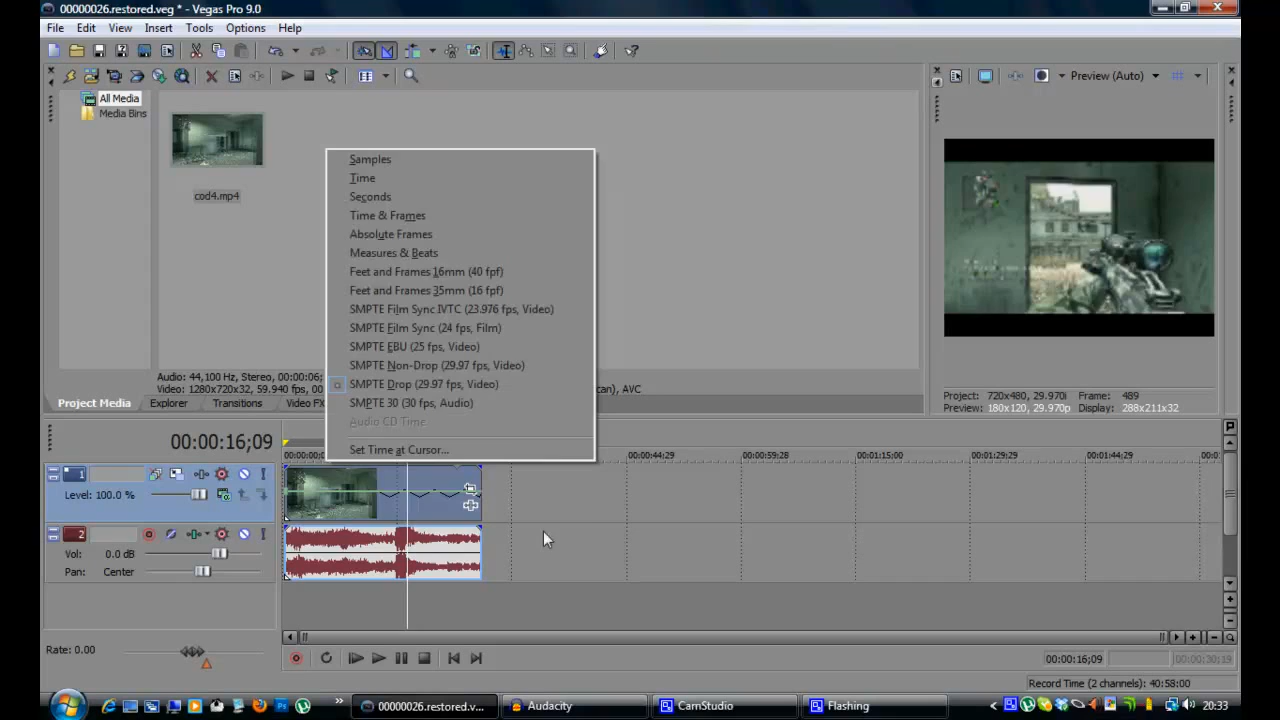 00000026.restored.veg * - Vegas Pro 9.0
File Edit View Insert Tools Options Help
Preview (Auto)
All Media
Media Bins
cod4.mp4
Samples
Time
Seconds
Time & Frames
Absolute Frames
Measures & Beats
Feet and Frames 16mm (40 fpf)
Feet and Frames 35mm (16 fpf)
SMPTE Film Sync IVTC (23.976 fps, Video)
SMPTE Film Sync (24 fps, Film)
SMPTE EBU (25 fps, Video)
SMPTE Non-Drop (29.97 fps, Video)
SMPTE Drop (29.97 fps, Video)
SMPTE 30 (30 fps, Audio)
Audio CD Time
Set Time at Cursor...
Audio: 44,100 Hz, Stereo, 00:00:06;
Video: 1280x720x32, 59.940 fps, 00 can), AVC
Project Media Explorer Transitions Video FX
Project: 720x480, 29.970i Frame: 489
Preview: 180x120, 29.970p Display: 288x211x32
00:00:16;09
00:00:44;29 00:00:59;28 00:01:15;00 00:01:29;29 00:01:44;29 00:0
1
Level: 100.0 %
2
Vol: 0.0 dB
Pan: Center
Rate: 0.00
00:00:16;09 00:00:30;19
Record Time (2 channels): 40:58:00
00000026.restored.v... Audacity CamStudio Flashing 20:33